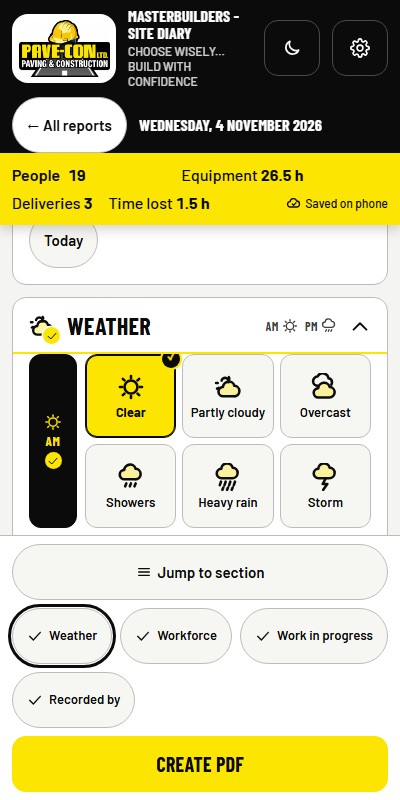 PAVE-CON LTD.
PAVING & CONSTRUCTION
MASTERBUILDERS -
SITE DIARY
CHOOSE WISELY...
BUILD WITH
CONFIDENCE
← All reports
WEDNESDAY, 4 NOVEMBER 2026
People 19
Equipment 26.5 h
Deliveries 3
Time lost 1.5 h
Saved on phone
Today
WEATHER
AM
PM
AM
Clear
Partly cloudy
Overcast
Showers
Heavy rain
Storm
Jump to section
Weather
Workforce
Work in progress
Recorded by
CREATE PDF